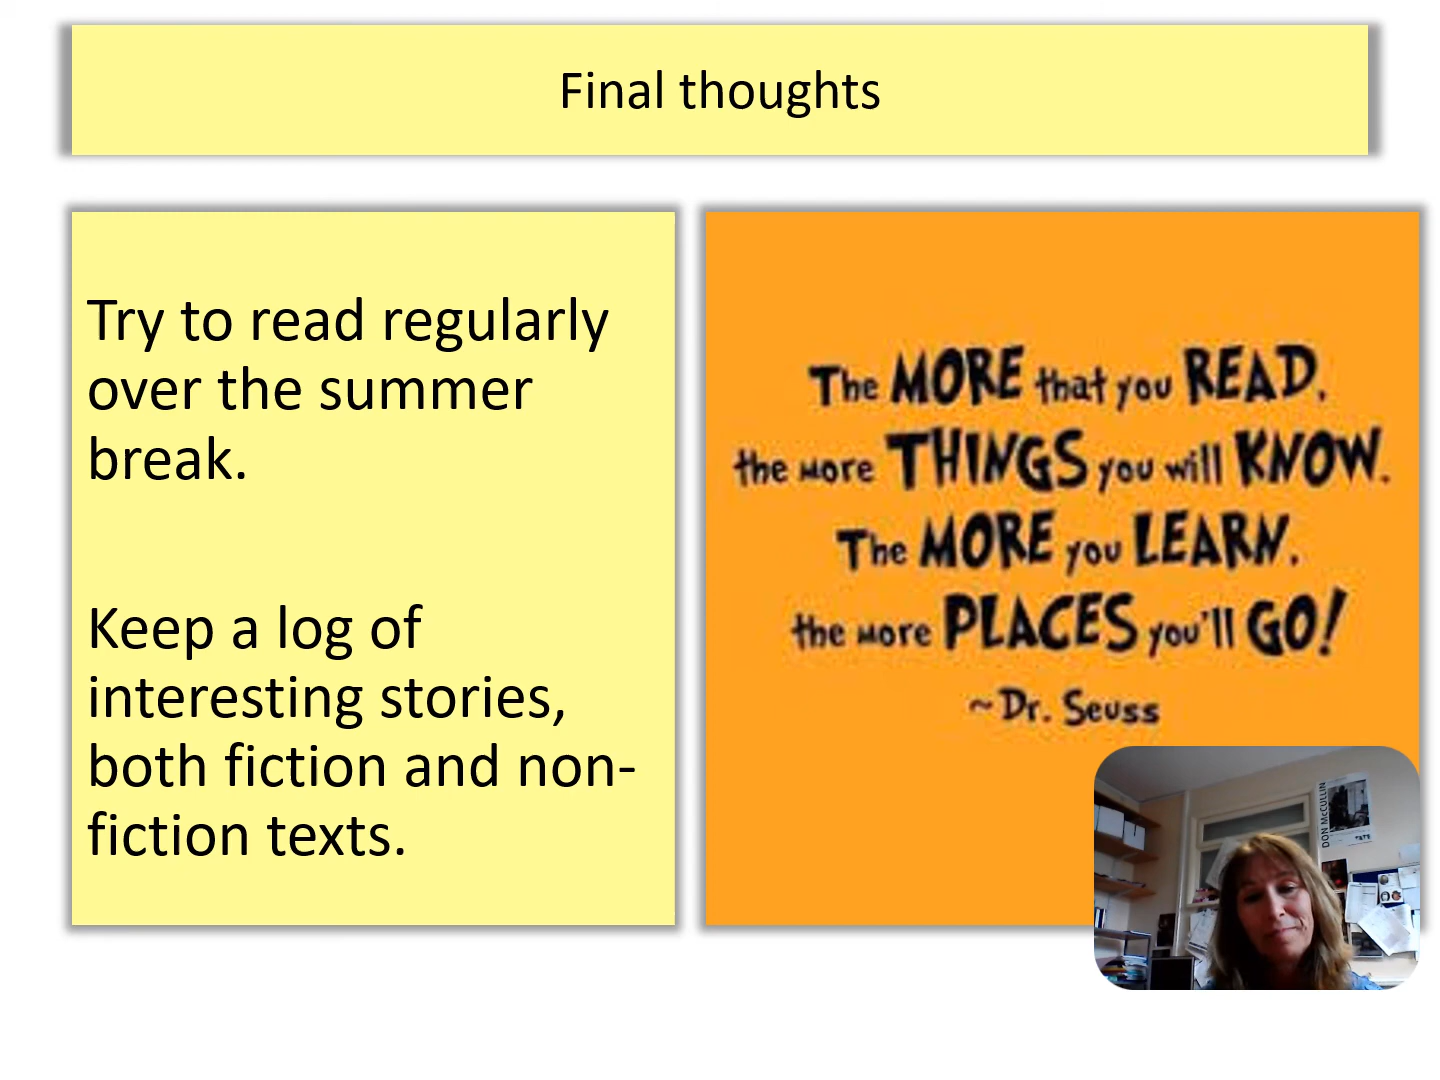 Final thoughts
Try to read regularly
over the summer
break.
Keep a log of
interesting stories,
both fiction and non-
fiction texts.
The MORE that you READ,
the more THINGS you will KNOW.
The MORE you LEARN,
the more PLACES you'll GO!
~Dr. Seuss
DON McCULLIN